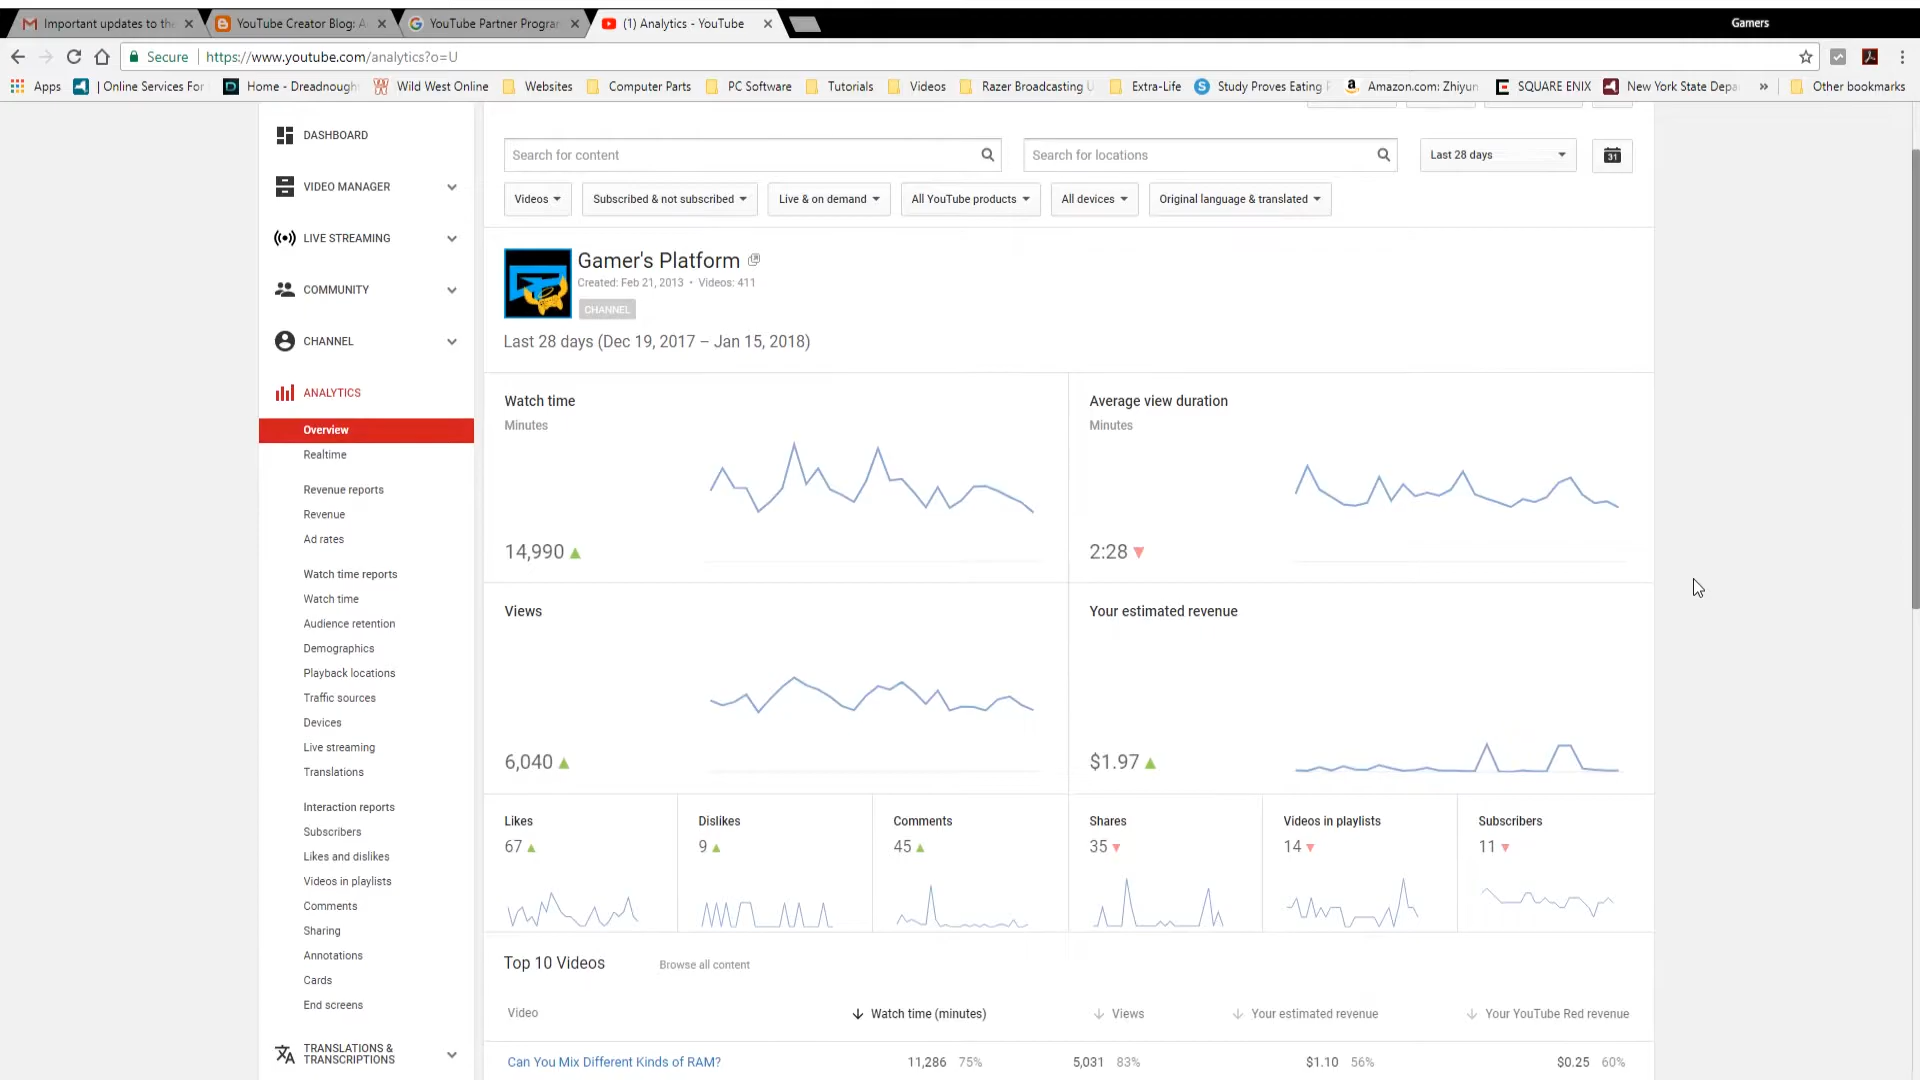 Important updates to the
YouTube Creator Blog: A
YouTube Partner Program
(1) Analytics - YouTube
Gamers
Secure
https://www.youtube.com/analytics?o=U
Apps
| Online Services For
Home - Dreadnough
Wild West Online
Websites
Computer Parts
PC Software
Tutorials
Videos
Razer Broadcasting U
Extra-Life
Study Proves Eating
Amazon.com: Zhiyun
SQUARE ENIX
New York State Depa
»
Other bookmarks
DASHBOARD
VIDEO MANAGER
LIVE STREAMING
COMMUNITY
CHANNEL
ANALYTICS
Overview
Realtime
Revenue reports
Revenue
Ad rates
Watch time reports
Watch time
Audience retention
Demographics
Playback locations
Traffic sources
Devices
Live streaming
Translations
Interaction reports
Subscribers
Likes and dislikes
Videos in playlists
Comments
Sharing
Annotations
Cards
End screens
TRANSLATIONS &
TRANSCRIPTIONS
Search for content
Search for locations
Last 28 days
31
Videos
Subscribed & not subscribed
Live & on demand
All YouTube products
All devices
Original language & translated
Gamer's Platform
Created: Feb 21, 2013 • Videos: 411
CHANNEL
Last 28 days (Dec 19, 2017 – Jan 15, 2018)
Watch time
Minutes
14,990
Average view duration
Minutes
2:28
Views
6,040
Your estimated revenue
$1.97
Likes
67
Dislikes
9
Comments
45
Shares
35
Videos in playlists
14
Subscribers
11
Top 10 Videos
Browse all content
Video
Watch time (minutes)
Views
Your estimated revenue
Your YouTube Red revenue
Can You Mix Different Kinds of RAM?
11,286 75%
5,031 83%
$1.10 56%
$0.25 60%